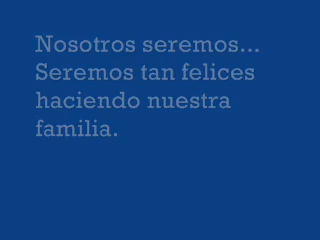 Nosotros seremos...
Seremos tan felices
haciendo nuestra
familia.